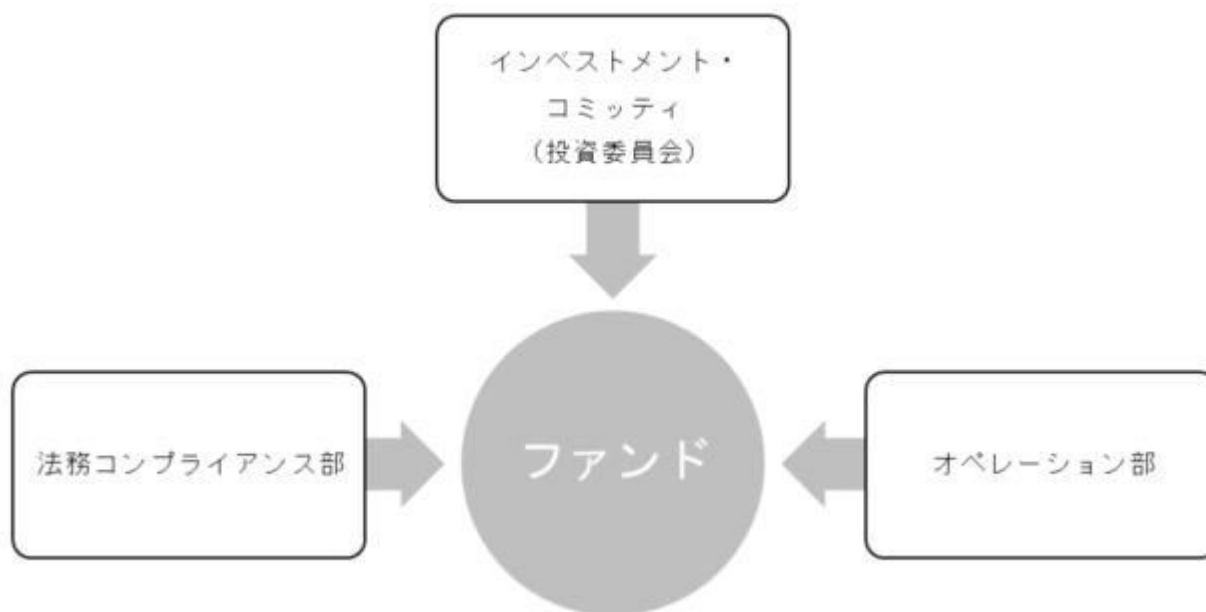 インベストメント・
コミッティ
（投資委員会）
法務コンプライアンス部
ファンド
オペレーション部